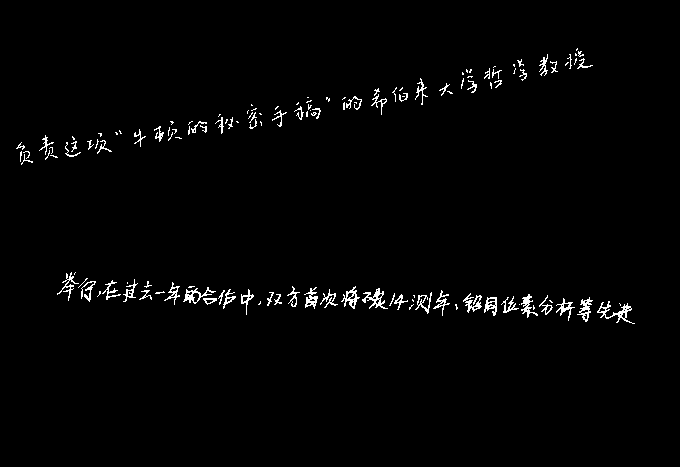 负责这项“牛顿的秘密手稿”的希伯来大学哲学教授
举行,在过去一年的合作中,双方首次将碳14测年、铅同位素分析等先进